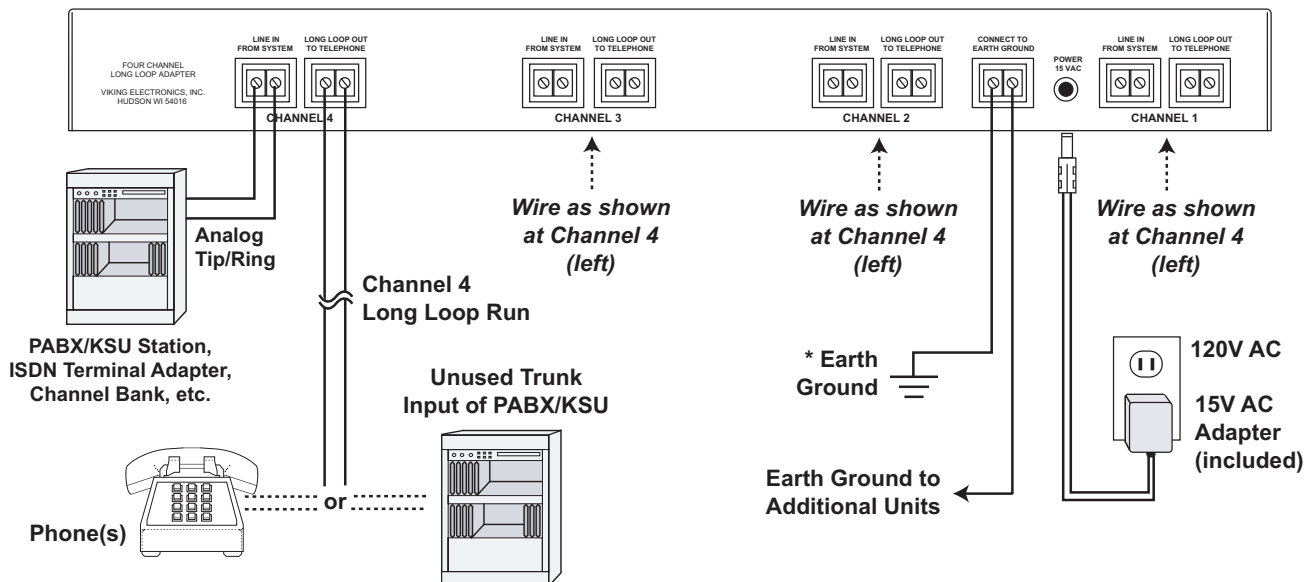 LINE IN
FROM SYSTEM
LONG LOOP OUT
TO TELEPHONE
LINE IN
FROM SYSTEM
LONG LOOP OUT
TO TELEPHONE
LINE IN
FROM SYSTEM
LONG LOOP OUT
TO TELEPHONE
CONNECT TO
EARTH GROUND
POWER
15 VAC
LINE IN
FROM SYSTEM
LONG LOOP OUT
TO TELEPHONE
FOUR CHANNEL
LONG LOOP ADAPTER
VIKING ELECTRONICS, INC.
HUDSON WI 54016
CHANNEL 4
CHANNEL 3
CHANNEL 2
CHANNEL 1
Analog
Tip/Ring
Wire as shown
at Channel 4
(left)
Wire as shown
at Channel 4
(left)
Wire as shown
at Channel 4
(left)
Channel 4
Long Loop Run
PABX/KSU Station,
ISDN Terminal Adapter,
Channel Bank, etc.
Unused Trunk
Input of PABX/KSU
* Earth
Ground
120V AC
15V AC
Adapter
(included)
Earth Ground to
Additional Units
or
Phone(s)